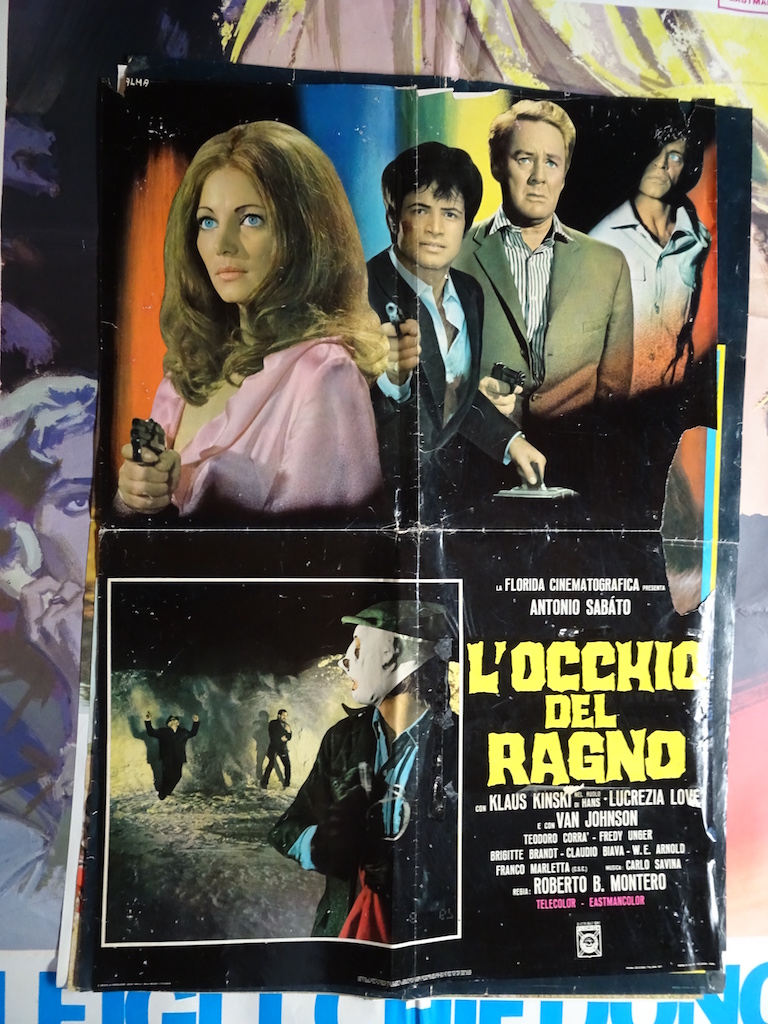 ALMA
LA FLORIDA CINEMATOGRAFICA PRESENTA
ANTONIO SABÁTO
L'OCCHIO
DEL
RAGNO
CON KLAUS KINSKI NEL RUOLO DI HANS - LUCREZIA LOVE
E CON VAN JOHNSON
TEODORO CORRA' - FREDY UNGER
BRIGITTE BRANDT - CLAUDIO BIAVA - W.E. ARNOLD
FRANCO MARLETTA (C.S.C.) MUSICA: CARLO SAVINA
REGIA: ROBERTO B. MONTERO
TELECOLOR - EASTMANCOLOR